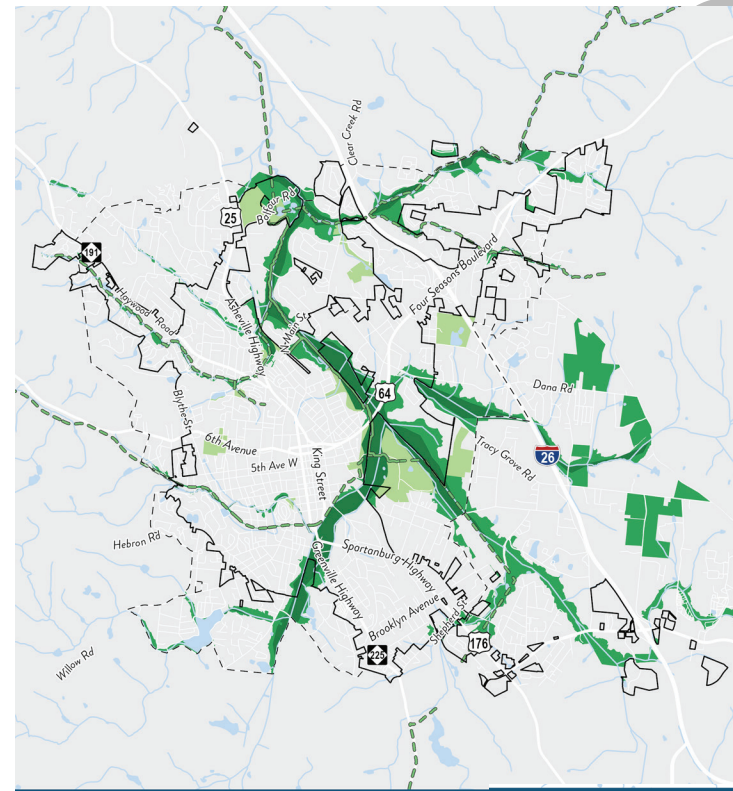 Clear Creek Rd
Balfour Rd
25
191
Four Seasons Boulevard
Haywood Road
Asheville Highway
N Main St
Dana Rd
64
Blythe St
6th Avenue
5th Ave W
King Street
Tracy Grove Rd
26
Hebron Rd
Spartanburg Highway
Greenville Highway
Brooklyn Avenue
Shepherd St
176
225
Willow Rd